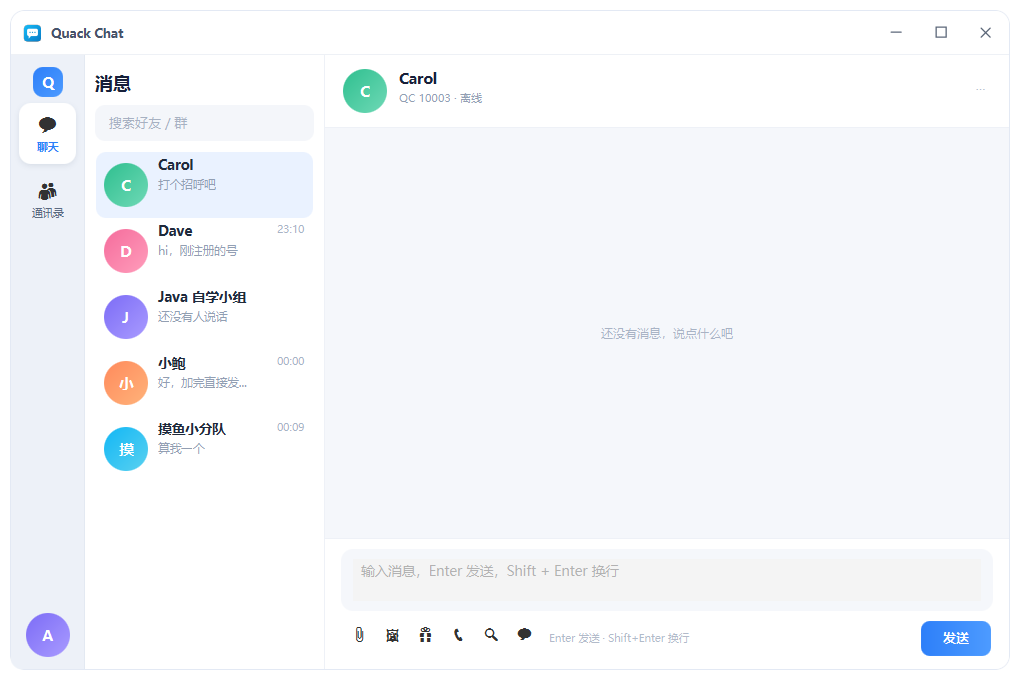 Quack Chat
Q
聊天
通讯录
A
消息
搜索好友 / 群
C
Carol
打个招呼吧
D
Dave
23:10
hi，刚注册的号
J
Java 自学小组
还没有人说话
小
小鲍
00:00
好，加完直接发...
摸
摸鱼小分队
00:09
算我一个
C
Carol
QC 10003 · 离线
...
还没有消息，说点什么吧
输入消息，Enter 发送，Shift + Enter 换行
Enter 发送 · Shift+Enter 换行
发送